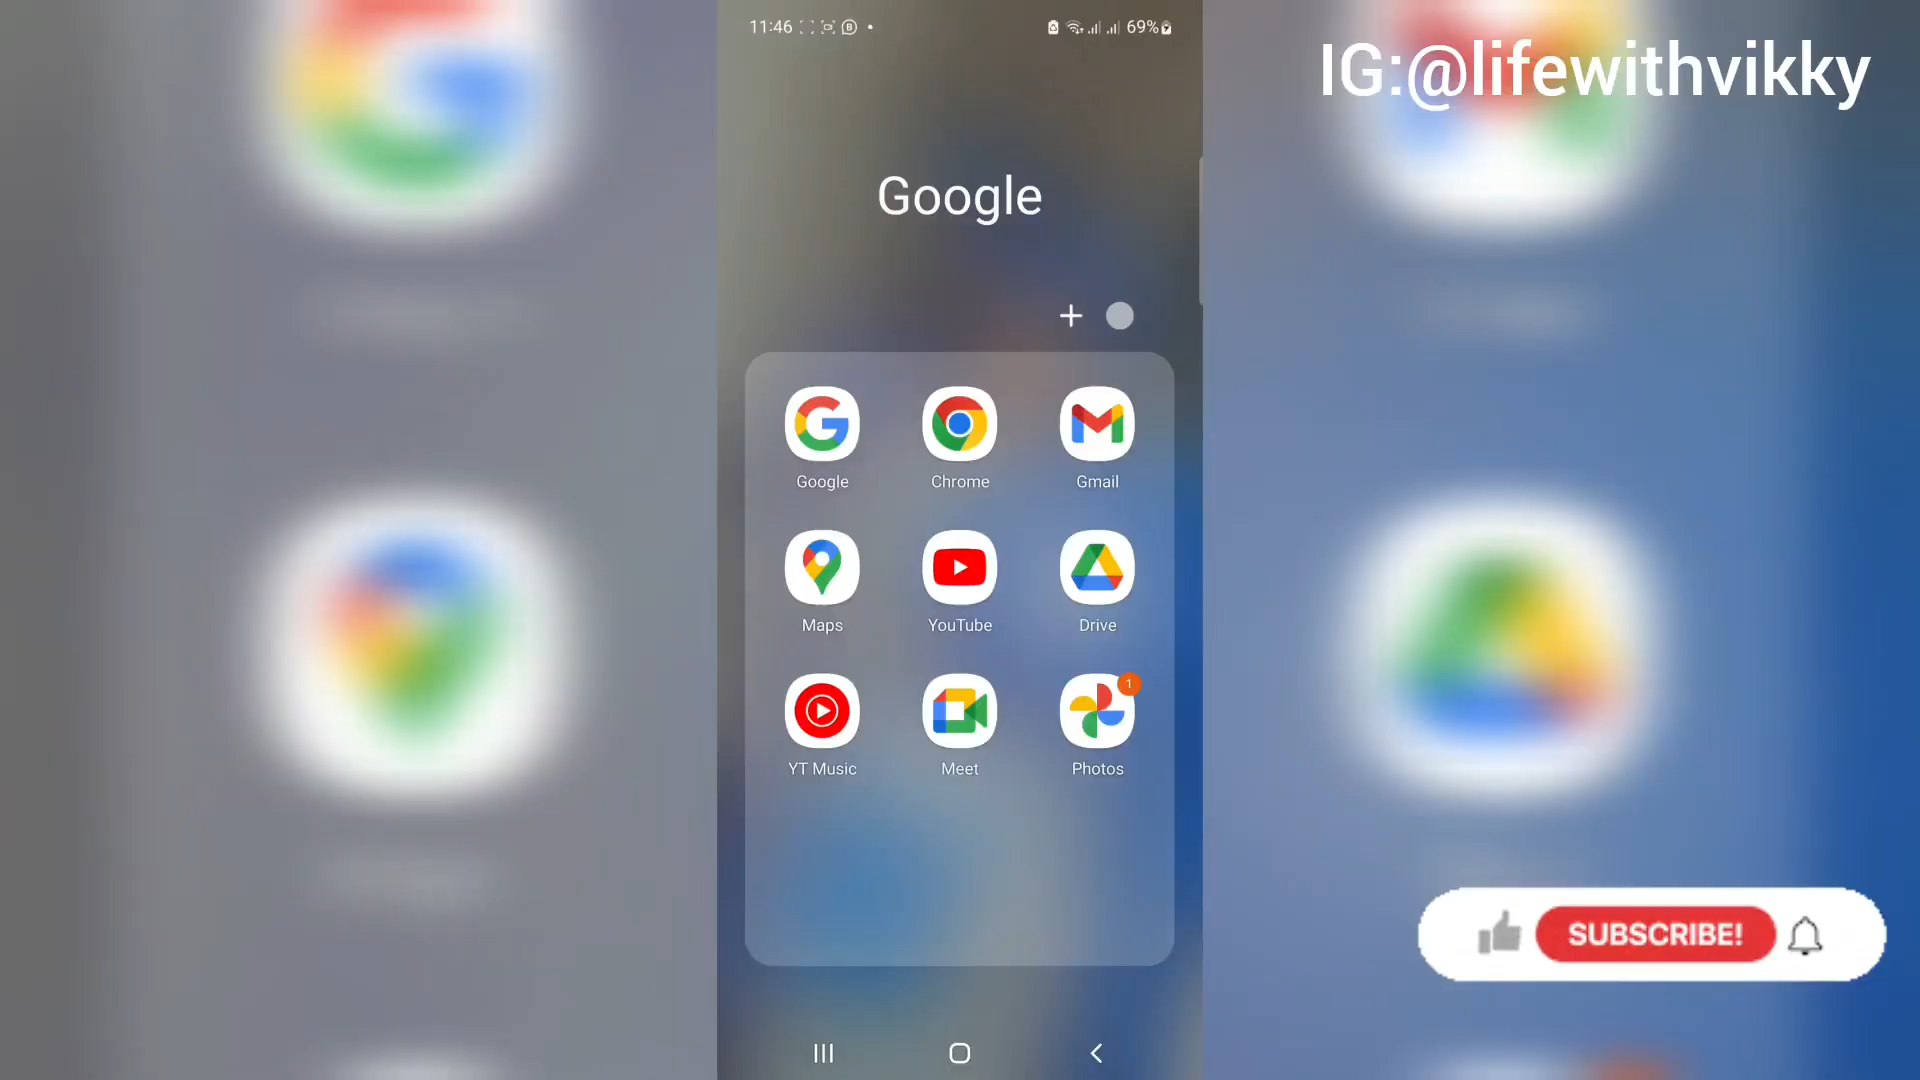 11:46
69%
IG:@lifewithvikky
Google
Google Chrome Gmail
Maps YouTube Drive
1
YT Music Meet Photos
SUBSCRIBE!